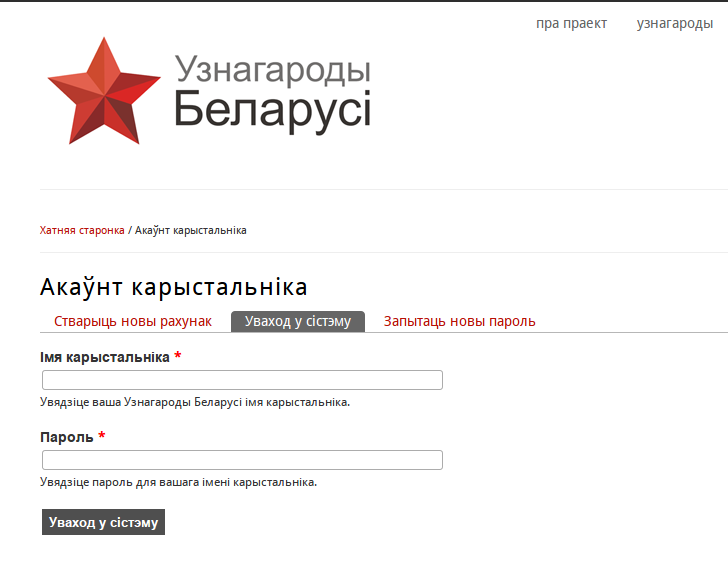 пра праект узнагароды
Узнагароды
Беларусі
Хатняя старонка / Акаўнт карыстальніка
Акаўнт карыстальніка
Стварыць новы рахунак Уваход у сістэму Запытаць новы пароль
Імя карыстальніка *
Увядзіце ваша Узнагароды Беларусі імя карыстальніка.
Пароль *
Увядзіце пароль для вашага імені карыстальніка.
Уваход у сістэму